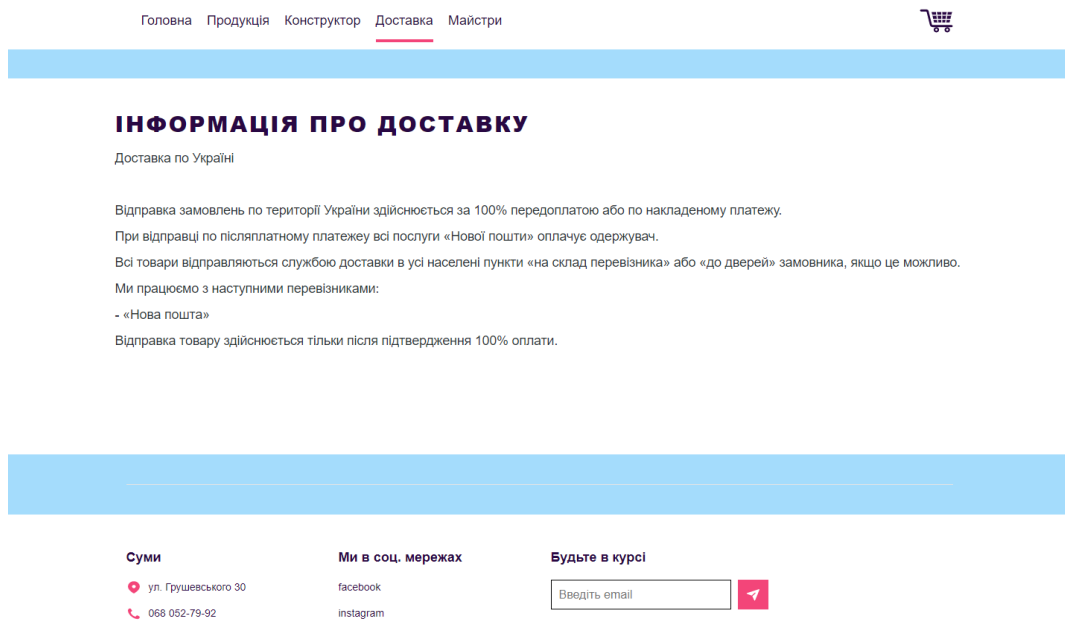 Головна Продукція Конструктор Доставка Майстри
ІНФОРМАЦІЯ ПРО ДОСТАВКУ
Доставка по Україні
Відправка замовлень по території України здійснюється за 100% передоплатою або по накладеному платежу.
При відправці по післяплатному платежеу всі послуги «Нової пошти» оплачує одержувач.
Всі товари відправляються службою доставки в усі населені пункти «на склад перевізника» або «до дверей» замовника, якщо це можливо.
Ми працюємо з наступними перевізниками:
- «Нова пошта»
Відправка товару здійснюється тільки після підтвердження 100% оплати.
Суми
ул. Грушевського 30
068 052-79-92
Ми в соц. мережах
facebook
instagram
Будьте в курсі
Введіть email